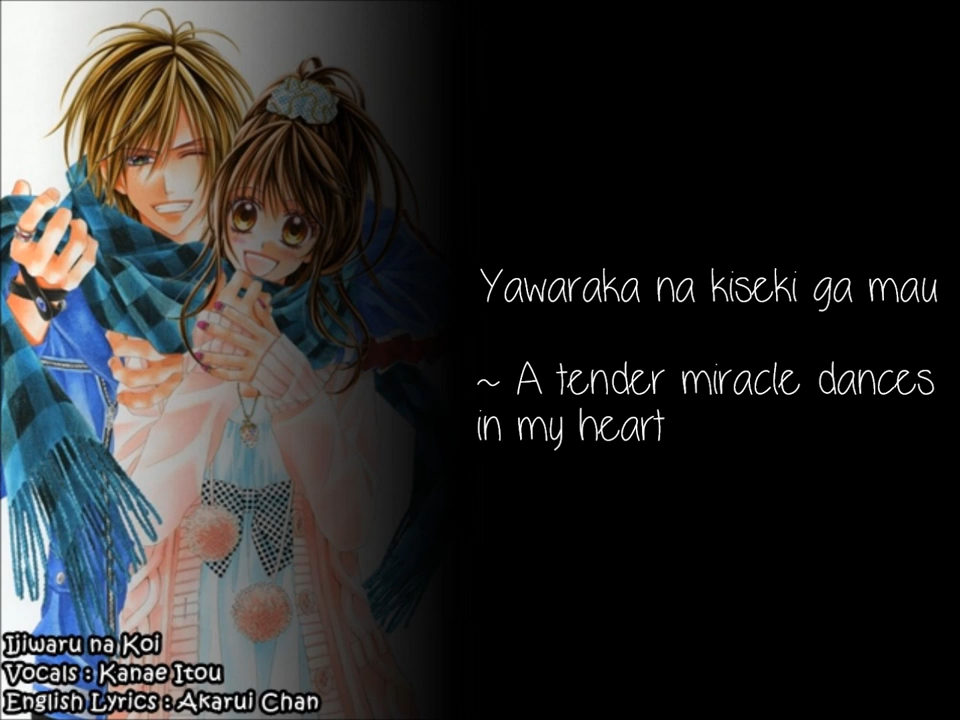 Yawaraka na kiseki ga mau
~ A tender miracle dances
in my heart
Ijiwaru na Koi
Vocals : Kanae Itou
English Lyrics : Akarui Chan